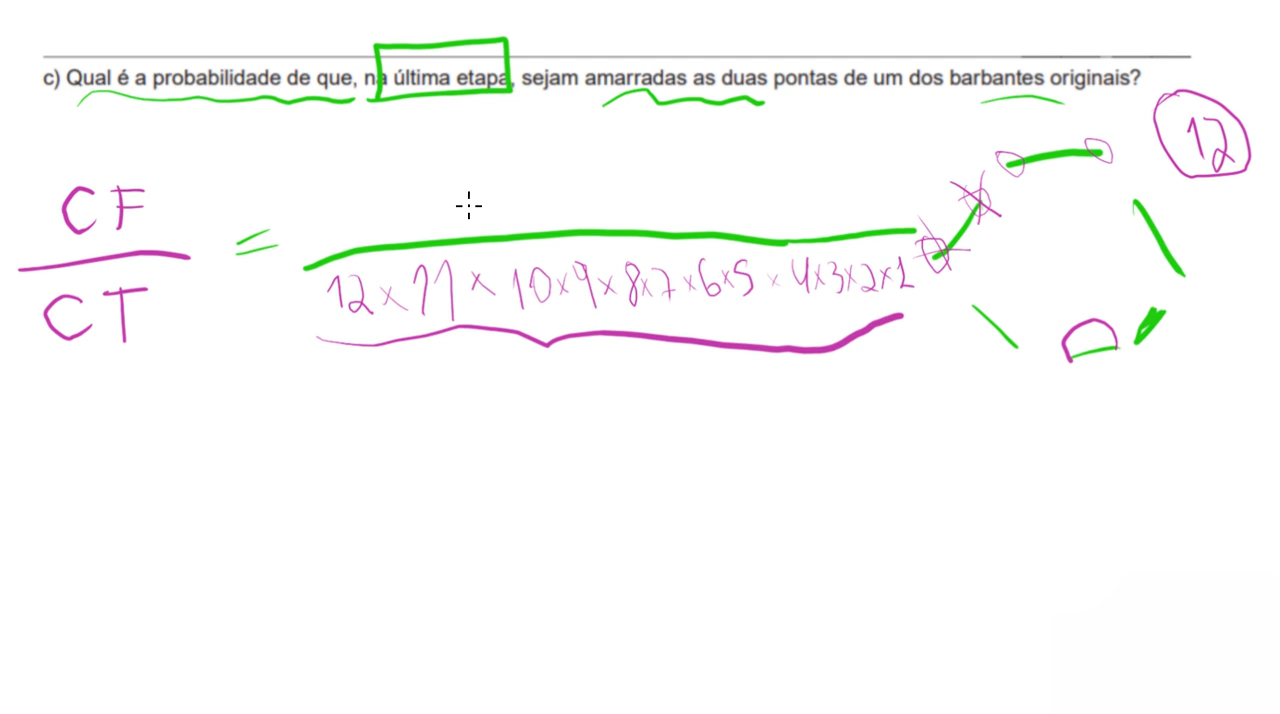 c) Qual é a probabilidade de que, na última etapa, sejam amarradas as duas pontas de um dos barbantes originais?
12
CF
=
12 x 11 x 10 x 9 x 8 x 7 x 6 x 5 x 4 x 3 x 2 x 1
CT